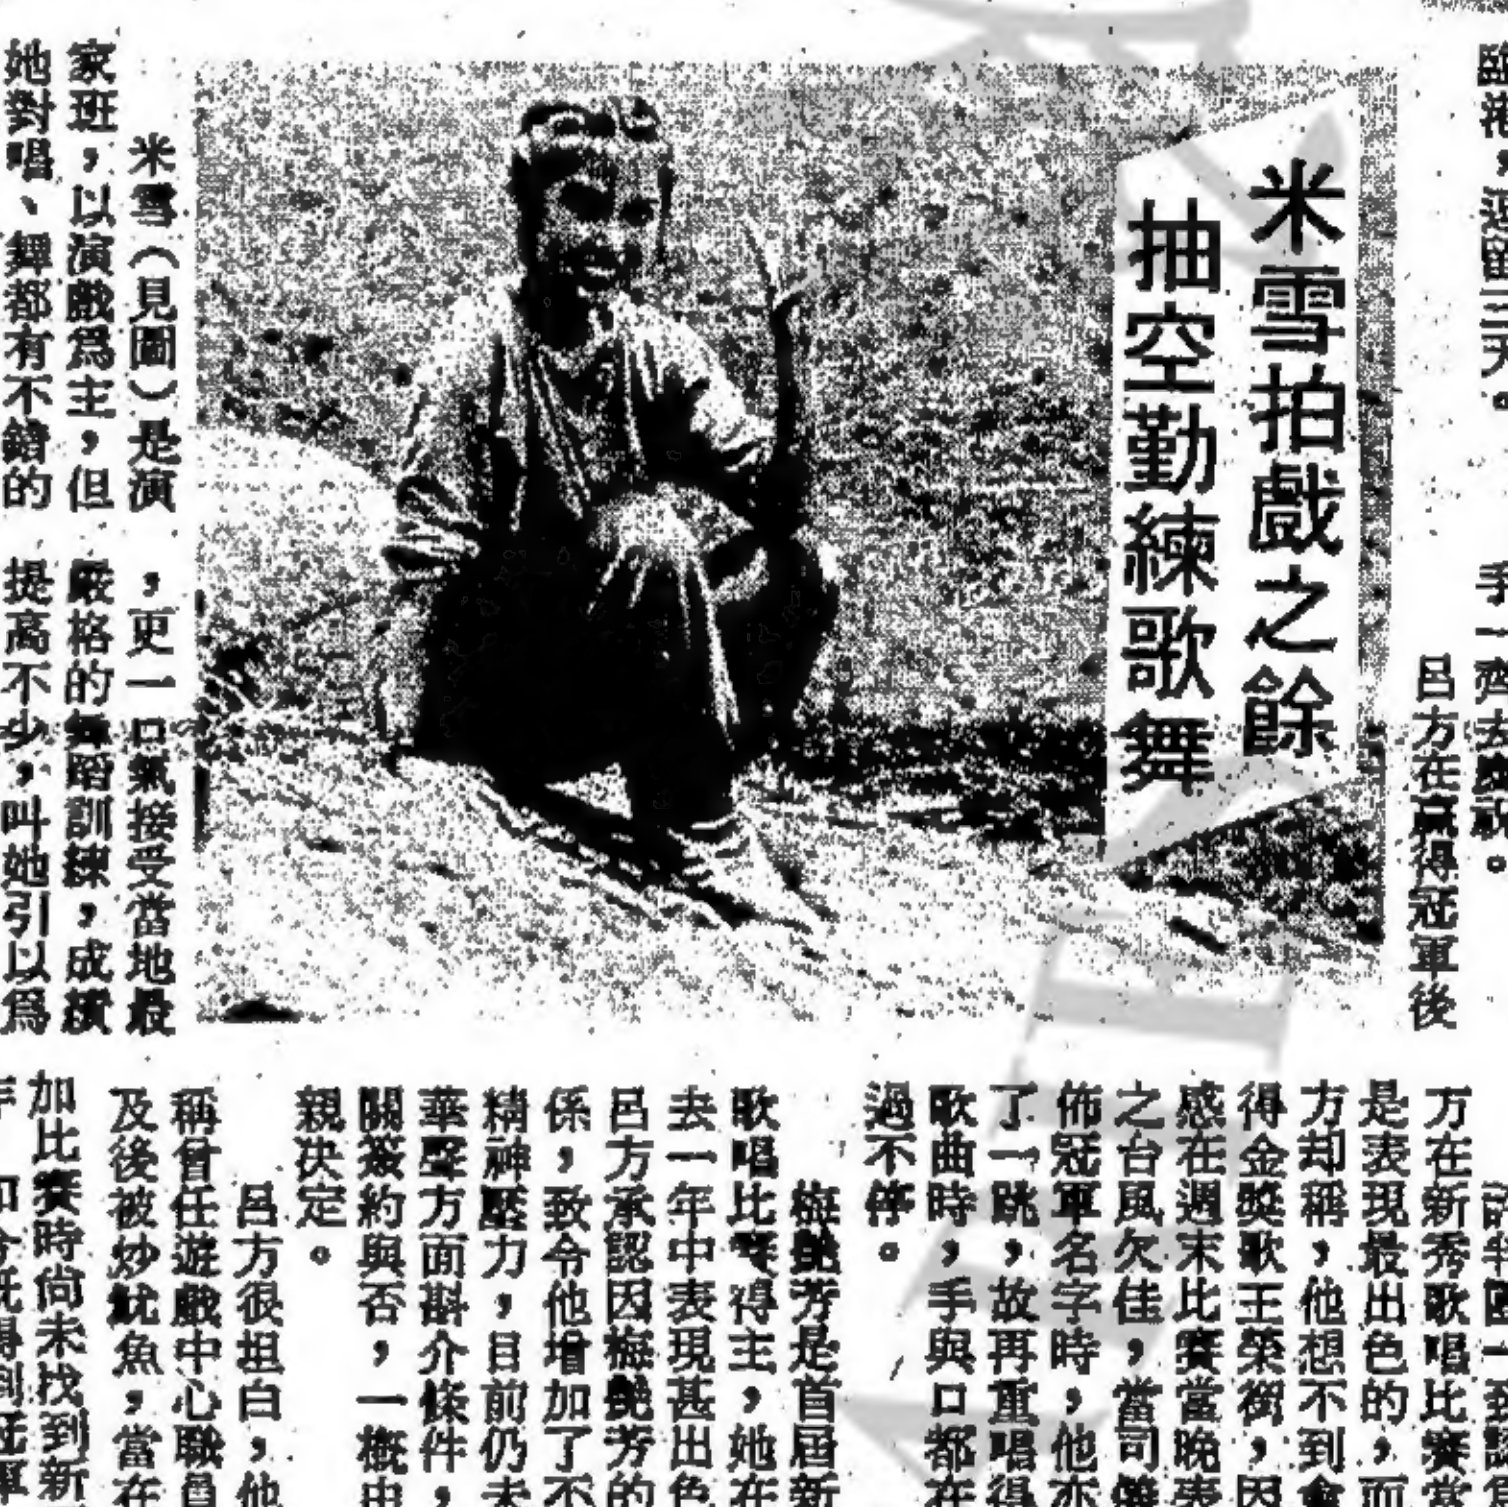 米雪拍戲之餘
抽空勤練歌舞
米雪（見圖）是演
家班，以演戲爲主，但
她對唱、舞都有不錯的
，更一口氣接受當地最
嚴格的舞蹈訓練，成績
提高不少，叫她引以爲
手一齊去慶祝。
呂方在贏得冠軍後
方在新秀歌唱比賽當
是表現最出色的，而
方却稱，他想不到會
得金獎歌王榮銜，因
感在週末比賽當晚表
之台風欠佳，當司儀
佈冠軍名字時，他亦
了一跳，故再重唱得
歌曲時，手與口都在
過不停。
梅艷芳是首屆新
歌唱比賽得主，她在
去一年中表現甚出色
呂方承認因梅艷芳的
係，致令他增加了不
精神壓力，目前仍未
華聲方面斟介條件，
關簽約與否，一概由
親決定。
呂方很坦白，他
稱曾任遊戲中心職員
及後被炒魷魚，當在
加比賽時尚未找到新